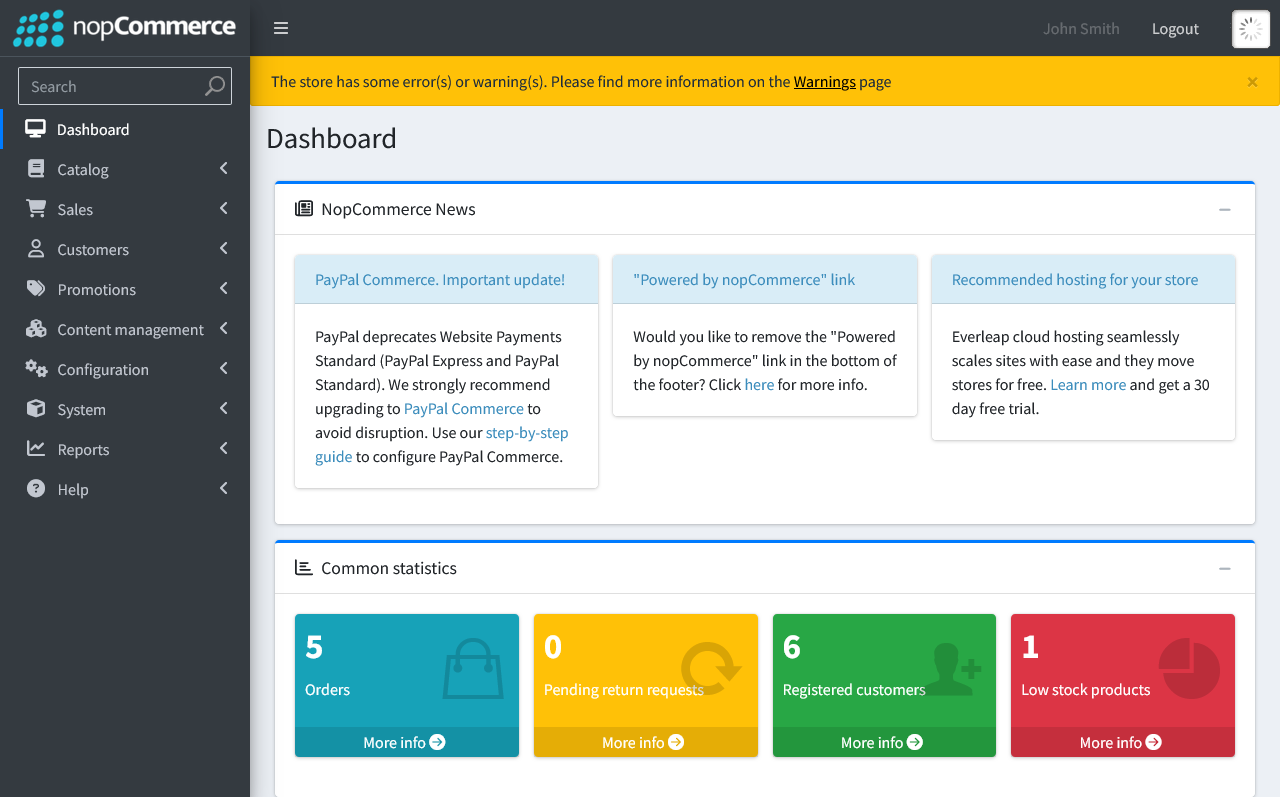 nopCommerce
John Smith
Logout
Search
The store has some error(s) or warning(s). Please find more information on the Warnings page
×
Dashboard
Catalog
Sales
Customers
Promotions
Content management
Configuration
System
Reports
Help
Dashboard
NopCommerce News
PayPal Commerce. Important update!
PayPal deprecates Website Payments
Standard (PayPal Express and PayPal
Standard). We strongly recommend
upgrading to PayPal Commerce to
avoid disruption. Use our step-by-step
guide to configure PayPal Commerce.
"Powered by nopCommerce" link
Would you like to remove the "Powered
by nopCommerce" link in the bottom of
the footer? Click here for more info.
Recommended hosting for your store
Everleap cloud hosting seamlessly
scales sites with ease and they move
stores for free. Learn more and get a 30
day free trial.
Common statistics
5
Orders
More info
0
Pending return requests
More info
6
Registered customers
More info
1
Low stock products
More info